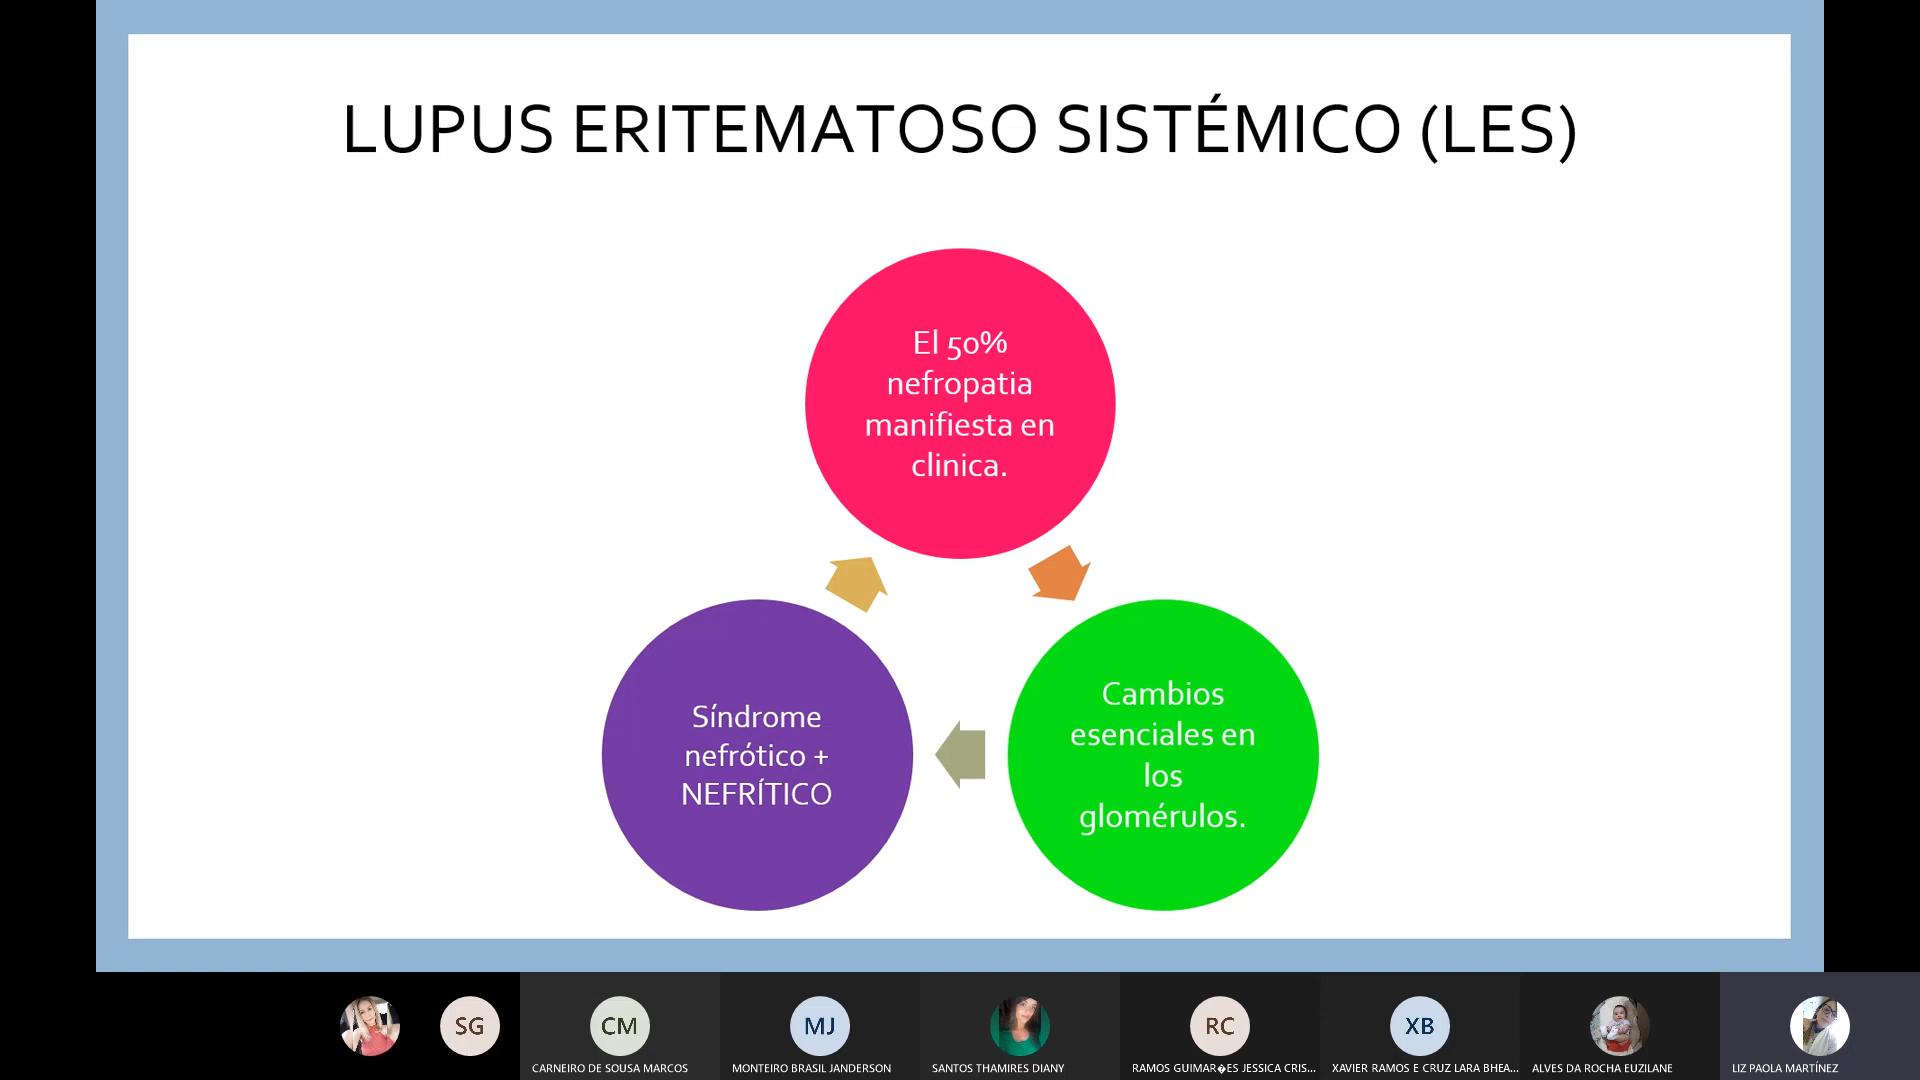 LUPUS ERITEMATOSO SISTÉMICO (LES)
El 50%
nefropatia
manifiesta en
clinica.
Síndrome
nefrótico +
NEFRÍTICO
Cambios
esenciales en
los
glomérulos.
SG
CM
MJ
RC
XB
CARNEIRO DE SOUSA MARCOS
MONTEIRO BRASIL JANDERSON
SANTOS THAMIRES DIANY
RAMOS GUIMAR�ES JESSICA CRIS...
XAVIER RAMOS E CRUZ LARA BHEA...
ALVES DA ROCHA EUZILANE
LIZ PAOLA MARTÍNEZ